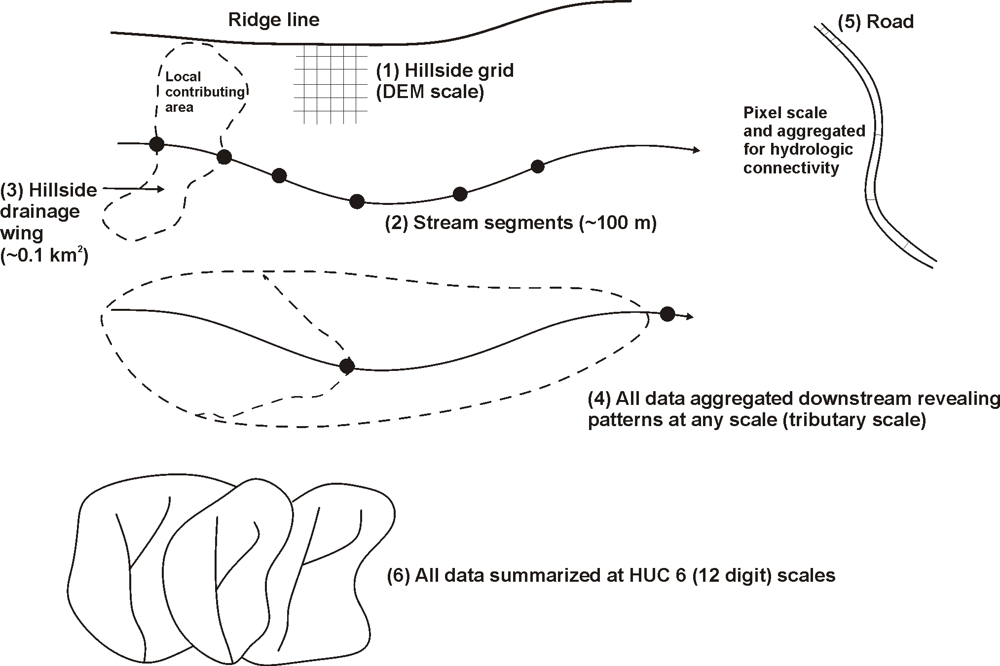 Ridge line
(5) Road
(1) Hillside grid
(DEM scale)
Local
contributing
area
Pixel scale
and aggregated
for hydrologic
connectivity
(3) Hillside
drainage
wing
(~0.1 km²)
(2) Stream segments (~100 m)
(4) All data aggregated downstream revealing
patterns at any scale (tributary scale)
(6) All data summarized at HUC 6 (12 digit) scales